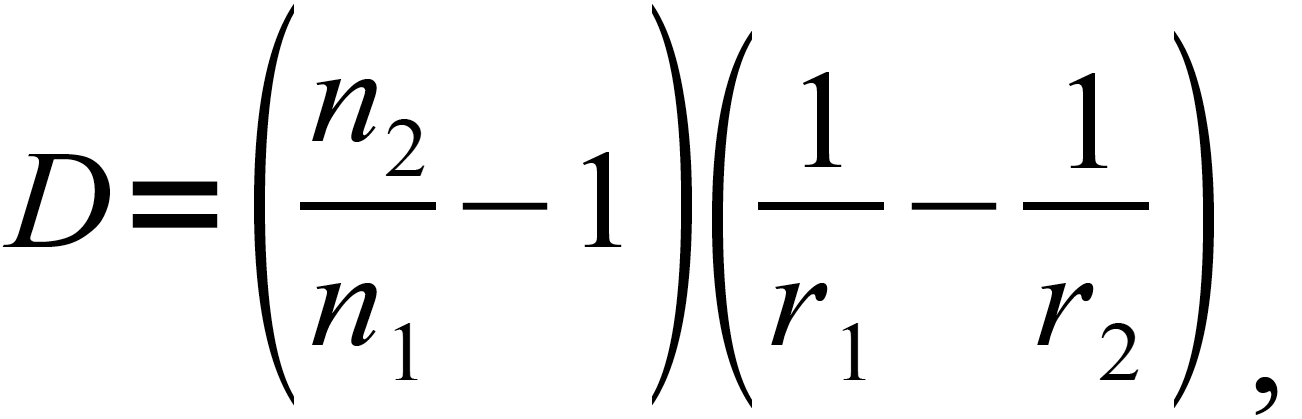 D = (n₂/n₁ − 1)(1/r₁ − 1/r₂),